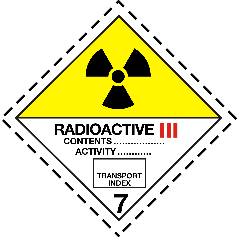 RADIOACTIVE III
CONTENTS.................
ACTIVITY............
TRANSPORT
INDEX
7